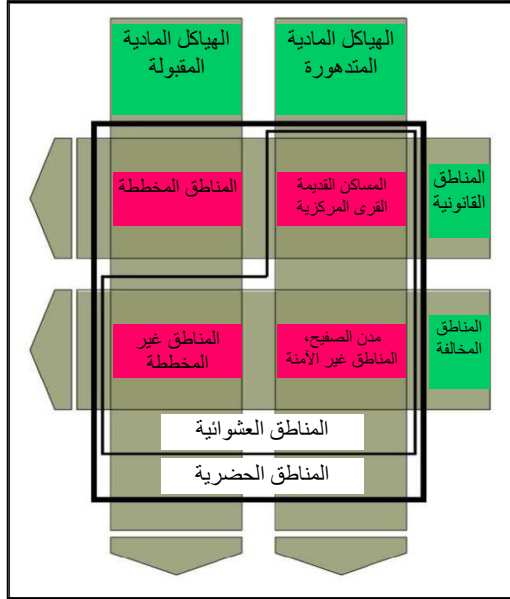 الهياكل المادية
المتدهورة
الهياكل المادية
المقبولة
المناطق
القانونية
المساكن القديمة
القرى المركزية
المناطق المخططة
المناطق
المخالفة
مدن الصفيح،
المناطق غير الآمنة
المناطق غير
المخططة
المناطق العشوائية
المناطق الحضرية